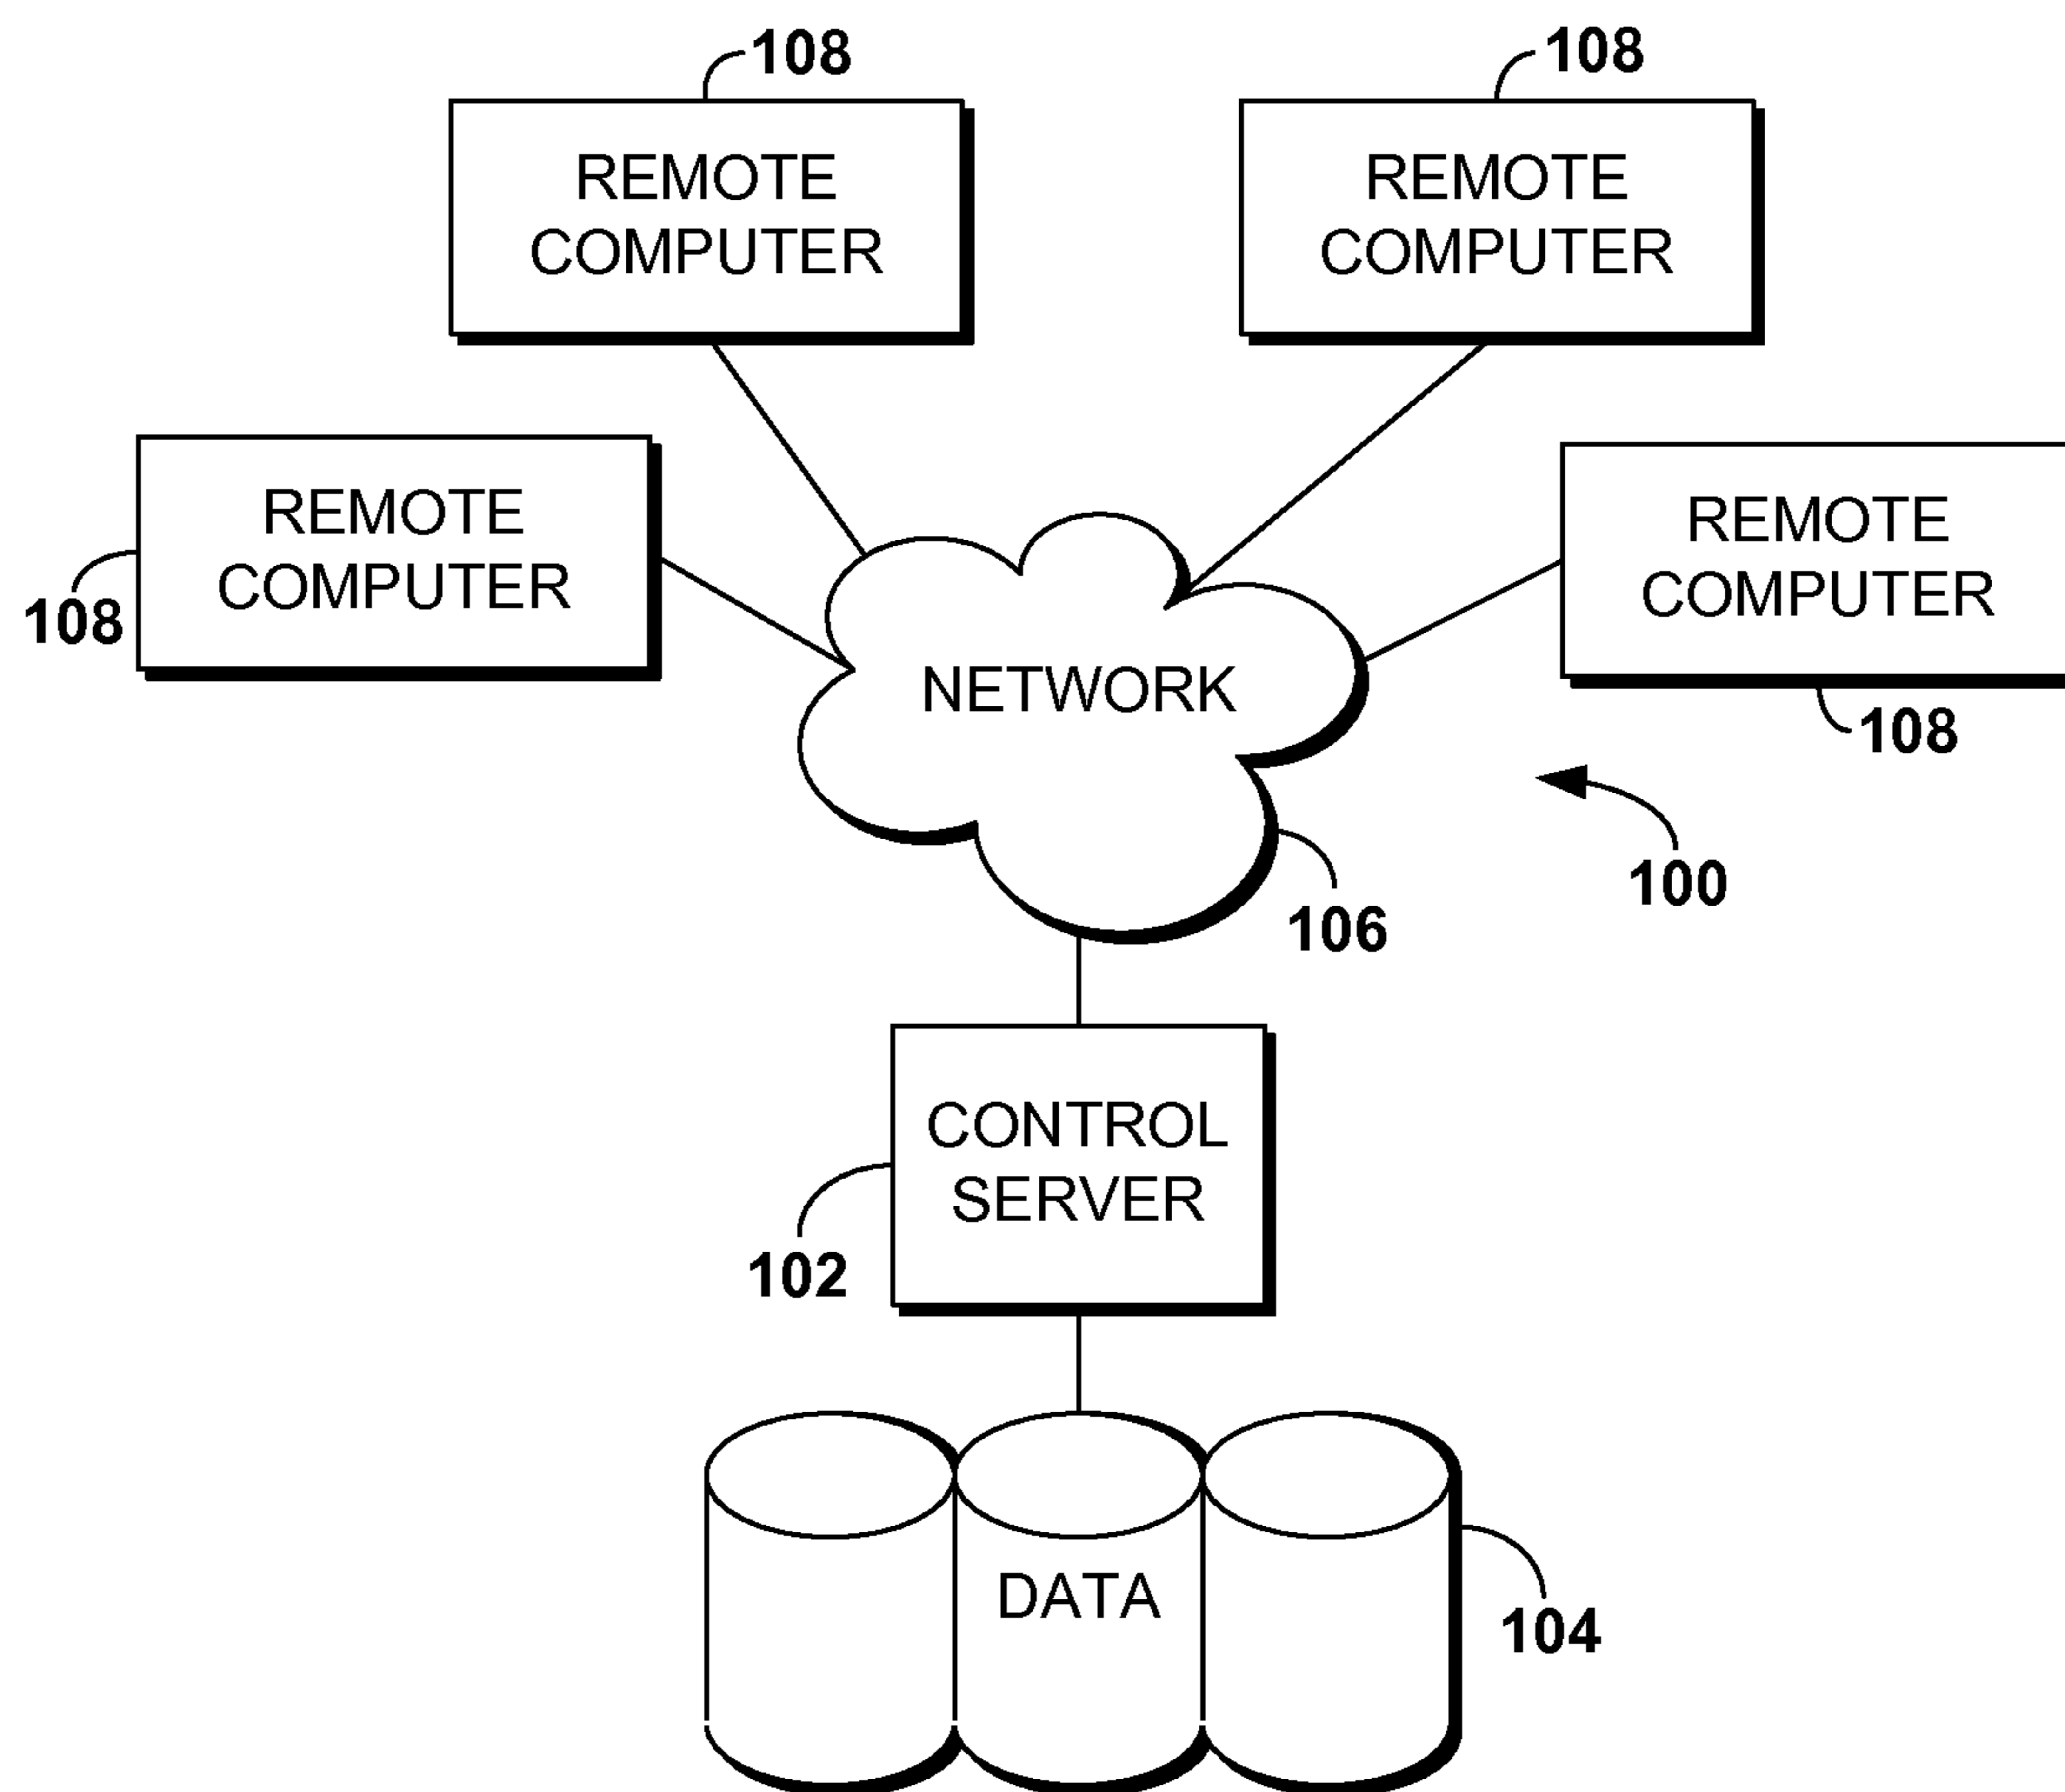 108
108
REMOTE
COMPUTER
REMOTE
COMPUTER
REMOTE
COMPUTER
108
REMOTE
COMPUTER
108
NETWORK
100
106
CONTROL
SERVER
102
DATA
104